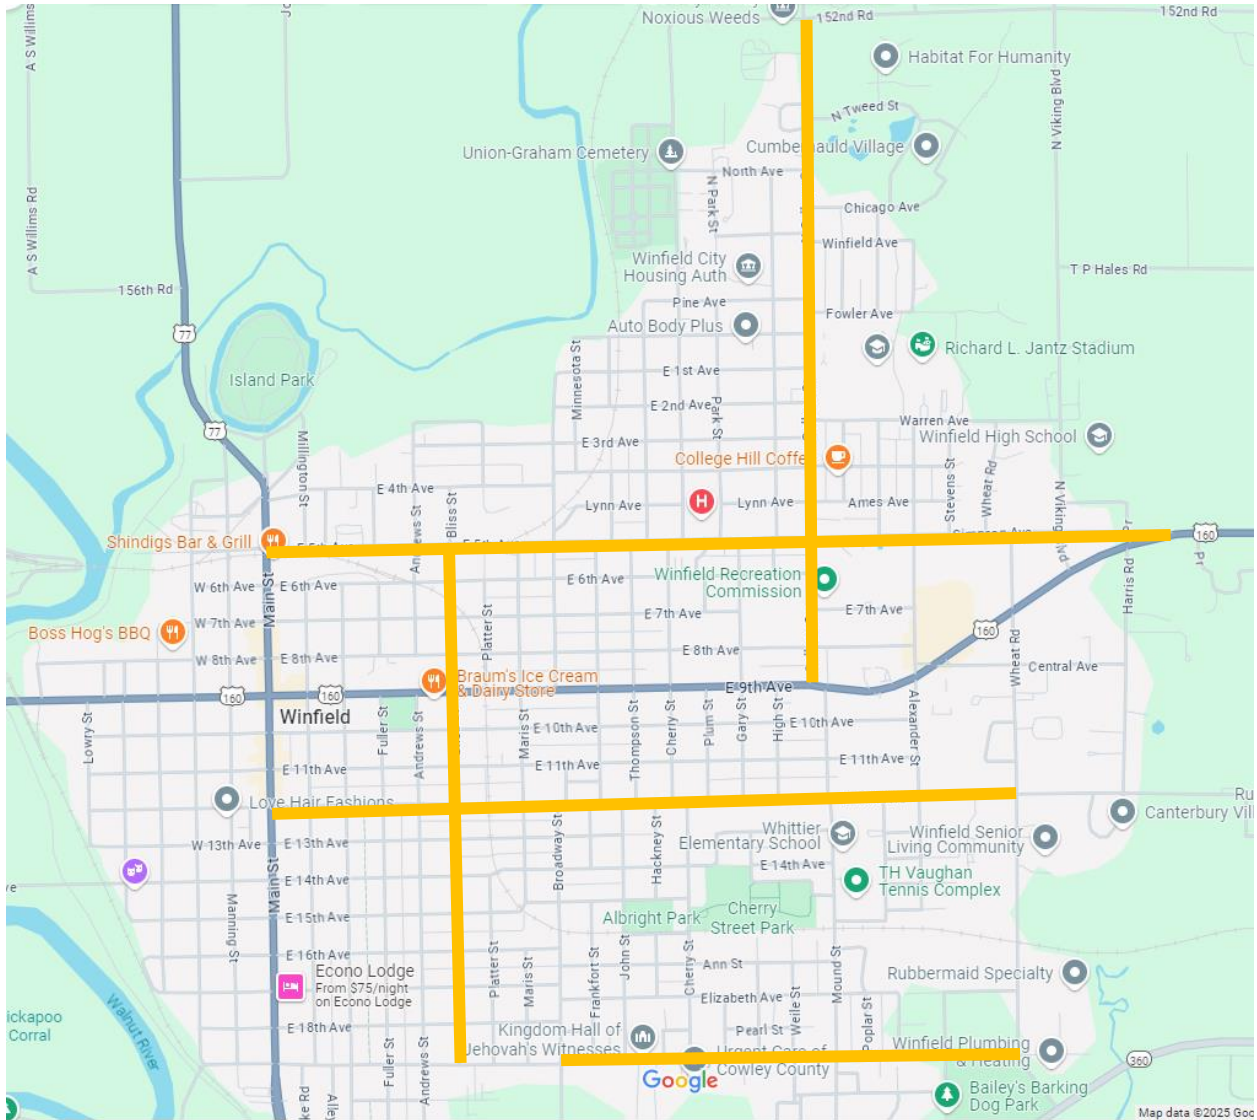 Noxious Weeds
152nd Rd
152nd Rd
A S Willims Rd
Habitat For Humanity
N Viking Blvd
N Tweed St
Union-Graham Cemetery
North Ave
N Park St
Chicago Ave
A S Willims Rd
Winfield City
Housing Auth
Winfield Ave
T P Hales Rd
156th Rd
Pine Ave
Fowler Ave
77
Auto Body Plus
Richard L. Jantz Stadium
Island Park
Minnesota St
E 1st Ave
E 2nd Ave
Park St
Warren Ave
77
Millington St
E 3rd Ave
Winfield High School
College Hill
E 4th Ave
Bliss St
Lynn Ave
H
Lynn Ave
Ames Ave
Stevens St
Wheat Rd
Shindigs Bar & Grill
Andrews St
160
W 6th Ave
E 6th Ave
E 6th Ave
Winfield Recreation
Commission
Harris Rd
Pr
Main St
W 7th Ave
Platter St
E 7th Ave
E 7th Ave
Boss Hog's BBQ
160
Wheat Rd
W 8th Ave
E 8th Ave
E 8th Ave
Central Ave
Braum's Ice Cream
& Dairy Store
160
160
E 9th Ave
Winfield
Lowry St
Fuller St
Andrews St
Maris St
E 10th Ave
Thompson St
Cherry St
Plum St
Gary St
High St
E 10th Ave
Alexander St
E 11th Ave
E 11th Ave
E 11th Ave
Love Hair Fashions
Canterbury
W 13th Ave
E 13th Ave
Broadway St
Hackney St
Whittier
Elementary School
Winfield Senior
Living Community
E 14th Ave
E 14th Ave
Main St
TH Vaughan
Tennis Complex
Manning St
E 15th Ave
Albright Park
Cherry
Street Park
E 16th Ave
Platter St
Maris St
Frankfort St
John St
Cherry St
Ann St
Mound St
Econo Lodge
From $75/night
on Econo Lodge
Rubbermaid Specialty
Elizabeth Ave
Weile St
Poplar St
Corral
Walnut River
E 18th Ave
Fuller St
Andrews St
Kingdom Hall of
Jehovah's Witnesses
Pearl St
Winfield Plumbing
& Heating
360
Cowley County
Google
Bailey's Barking
Dog Park
Map data ©2025